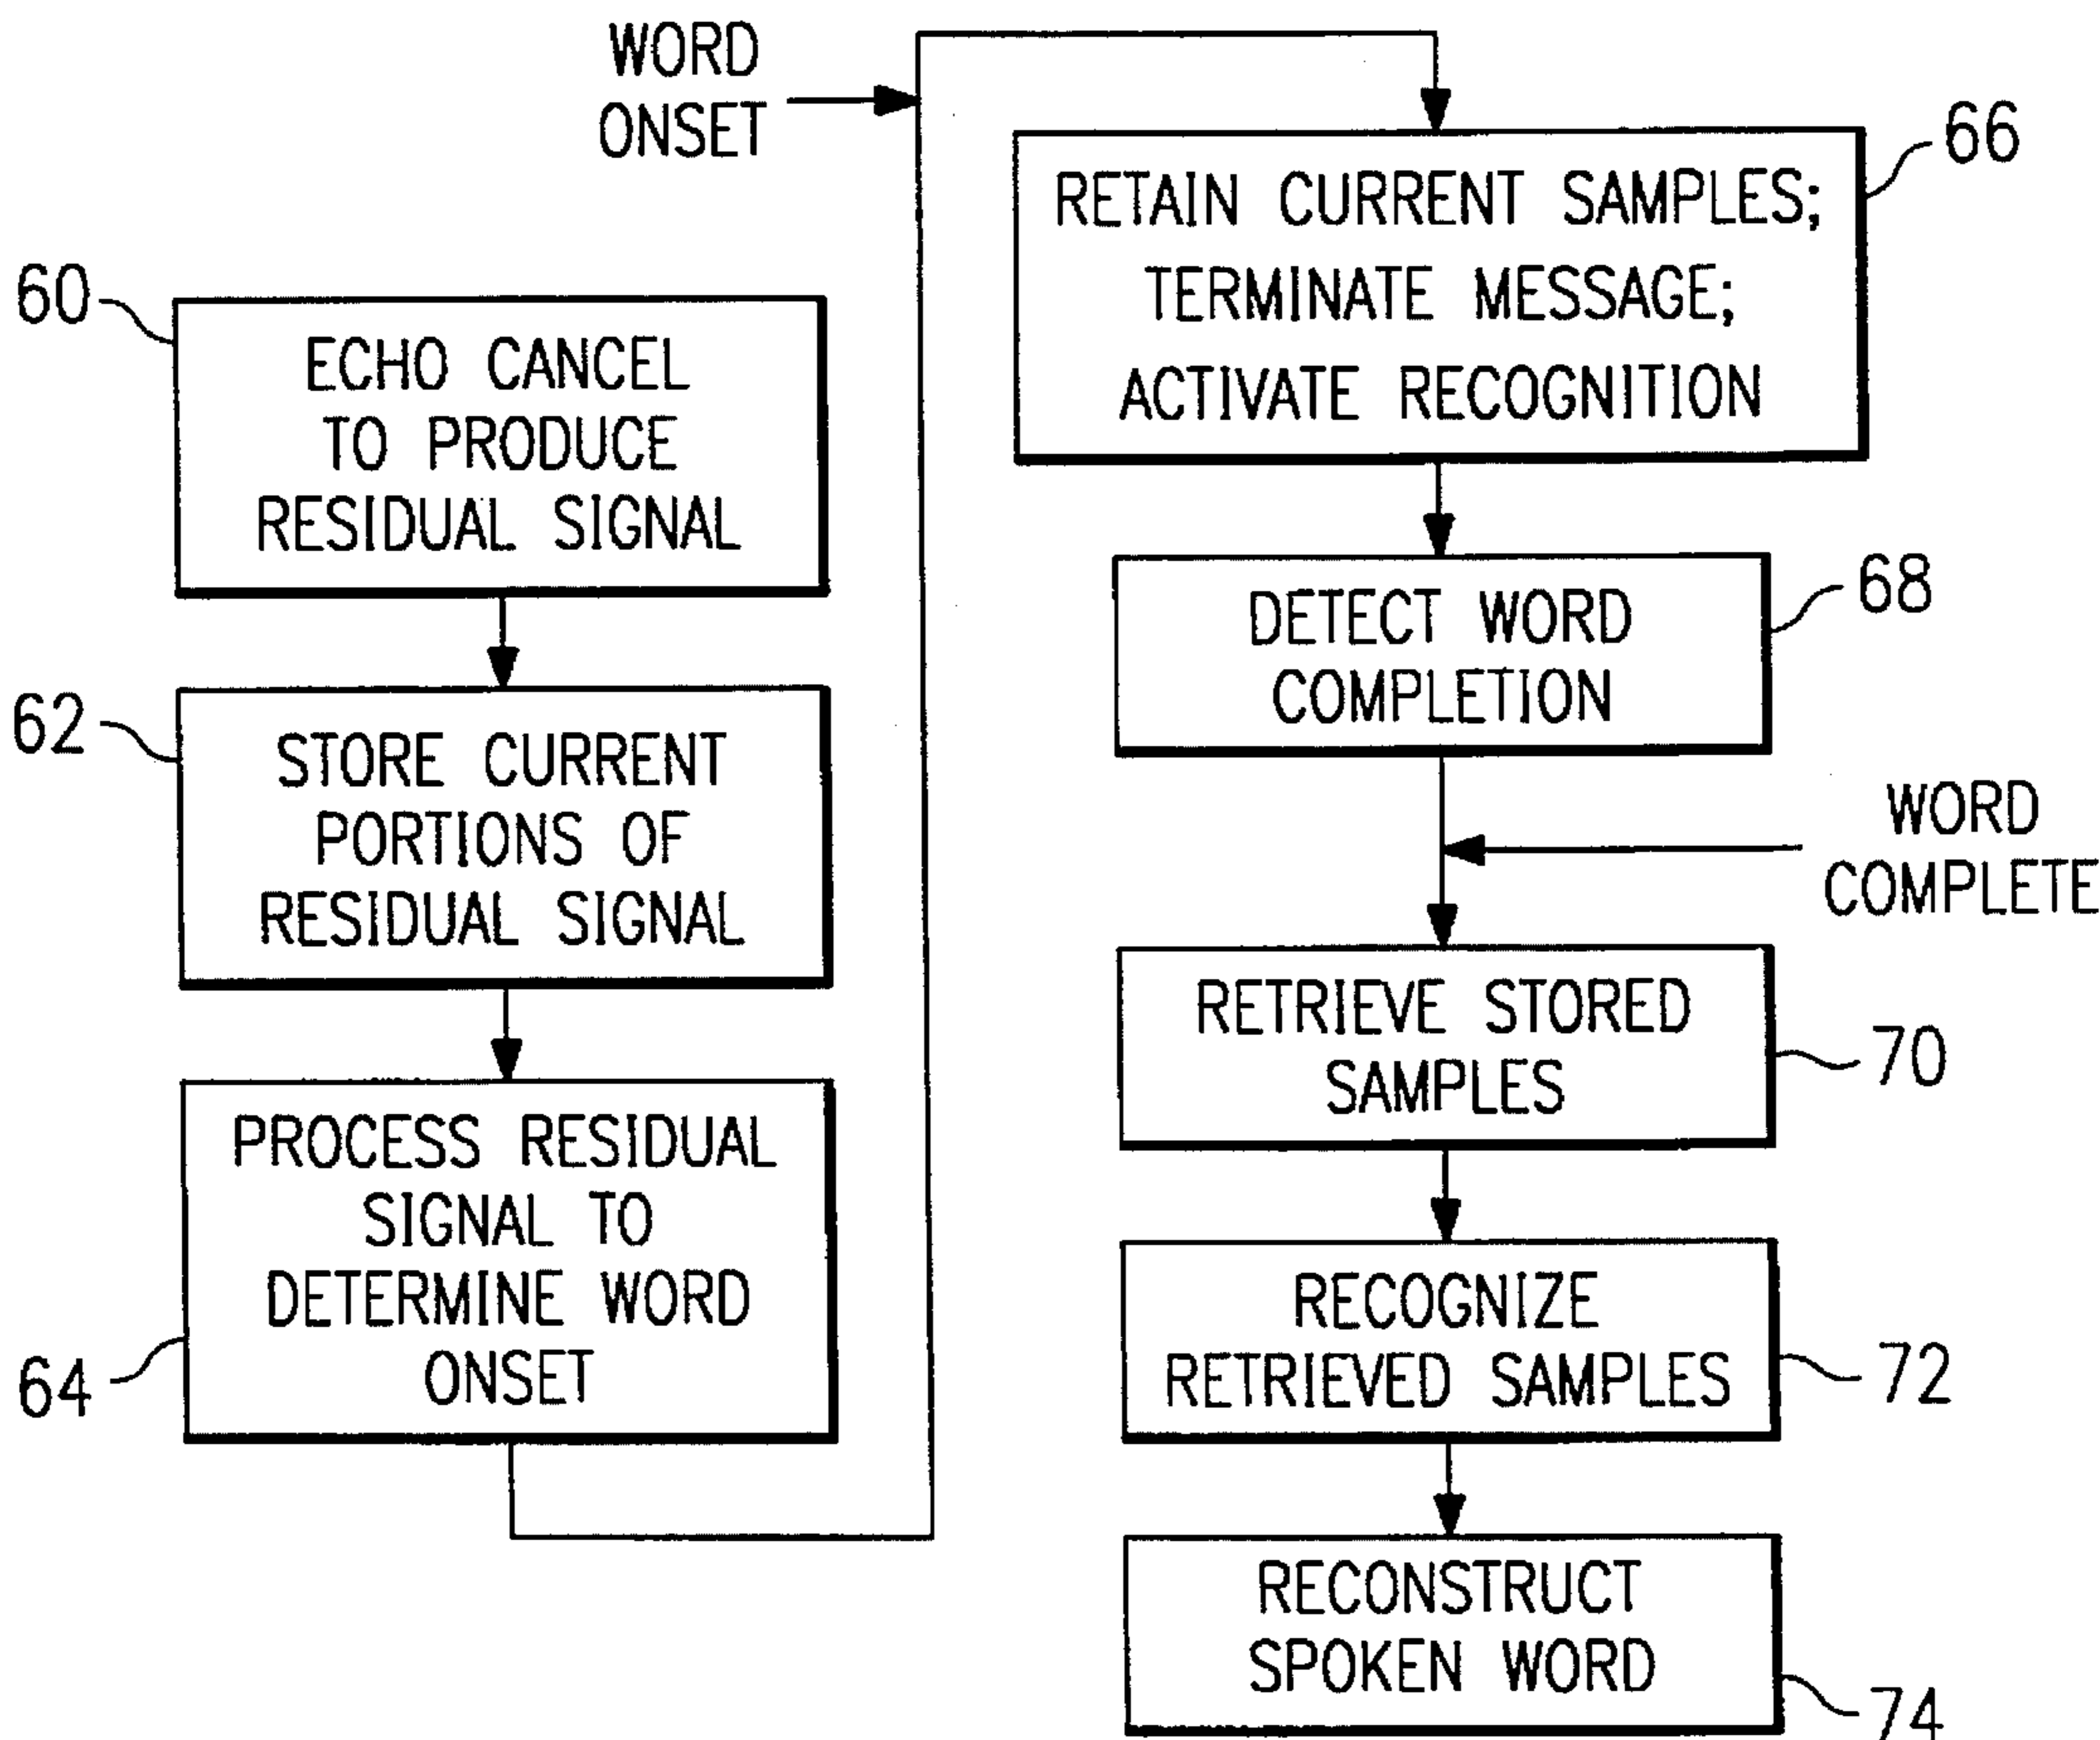 60
ECHO CANCEL
TO PRODUCE
RESIDUAL SIGNAL
62
STORE CURRENT
PORTIONS OF
RESIDUAL SIGNAL
64
PROCESS RESIDUAL
SIGNAL TO
DETERMINE WORD
ONSET
WORD
ONSET
66
RETAIN CURRENT SAMPLES;
TERMINATE MESSAGE;
ACTIVATE RECOGNITION
68
DETECT WORD
COMPLETION
WORD
COMPLETE
70
RETRIEVE STORED
SAMPLES
72
RECOGNIZE
RETRIEVED SAMPLES
74
RECONSTRUCT
SPOKEN WORD